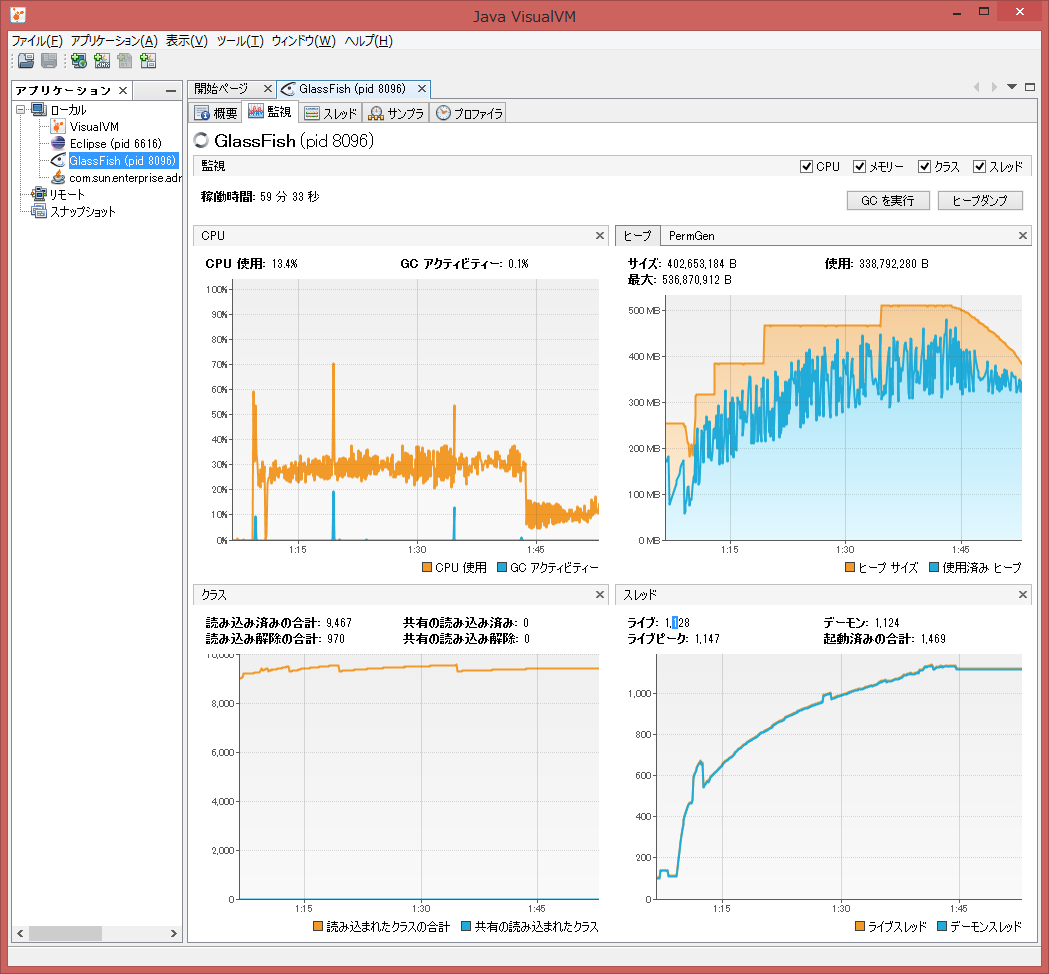 Java VisualVM
ファイル(F) アプリケーション(A) 表示(V) ツール(T) ウィンドウ(W) ヘルプ(H)
アプリケーション
ローカル
VisualVM
Eclipse (pid 6616)
GlassFish (pid 8096)
com.sun.enterprise.adr
リモート
スナップショット
開始ページ GlassFish (pid 8096)
概要 監視 スレッド サンプラ プロファイラ
GlassFish (pid 8096)
監視 CPU メモリー クラス スレッド
稼働時間: 59 分 33 秒 GC を実行 ヒープダンプ
CPU
CPU 使用: 13.4% GC アクティビティー: 0.1%
100%
90%
80%
70%
60%
50%
40%
30%
20%
10%
0%
1:15 1:30 1:45
CPU 使用 GC アクティビティー
ヒープ PermGen
サイズ: 402,653,184 B 使用: 338,792,280 B
最大: 536,870,912 B
500 MB
400 MB
300 MB
200 MB
100 MB
0 MB
1:15 1:30 1:45
ヒープ サイズ 使用済み ヒープ
クラス
読み込み済みの合計: 9,467 共有の読み込み済み: 0
読み込み解除の合計: 970 共有の読み込み解除: 0
10,000
8,000
6,000
4,000
2,000
0
1:15 1:30 1:45
読み込まれたクラスの合計 共有の読み込まれたクラス
スレッド
ライブ: 1,128 デーモン: 1,124
ライブピーク: 1,147 起動済みの合計: 1,469
1,000
800
600
400
200
0
1:15 1:30 1:45
ライブスレッド デーモンスレッド